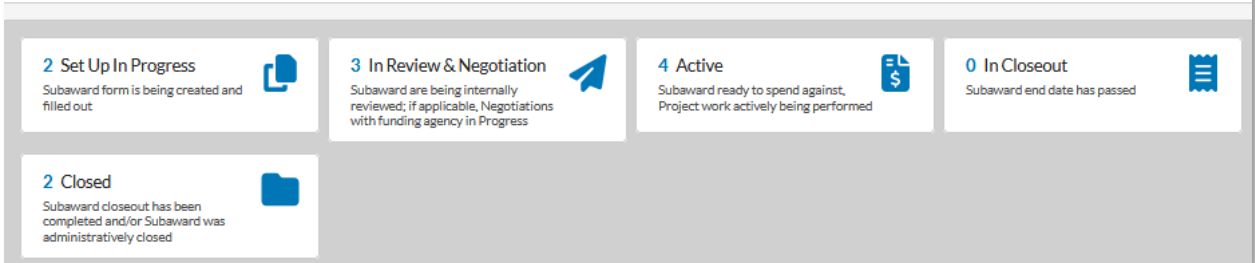 2 Set Up In Progress
Subaward form is being created and
filled out
3 In Review & Negotiation
Subaward are being internally
reviewed; if applicable, Negotiations
with funding agency in Progress
4 Active
Subaward ready to spend against,
Project work actively being performed
0 In Closeout
Subaward end date has passed
2 Closed
Subaward closeout has been
completed and/or Subaward was
administratively closed